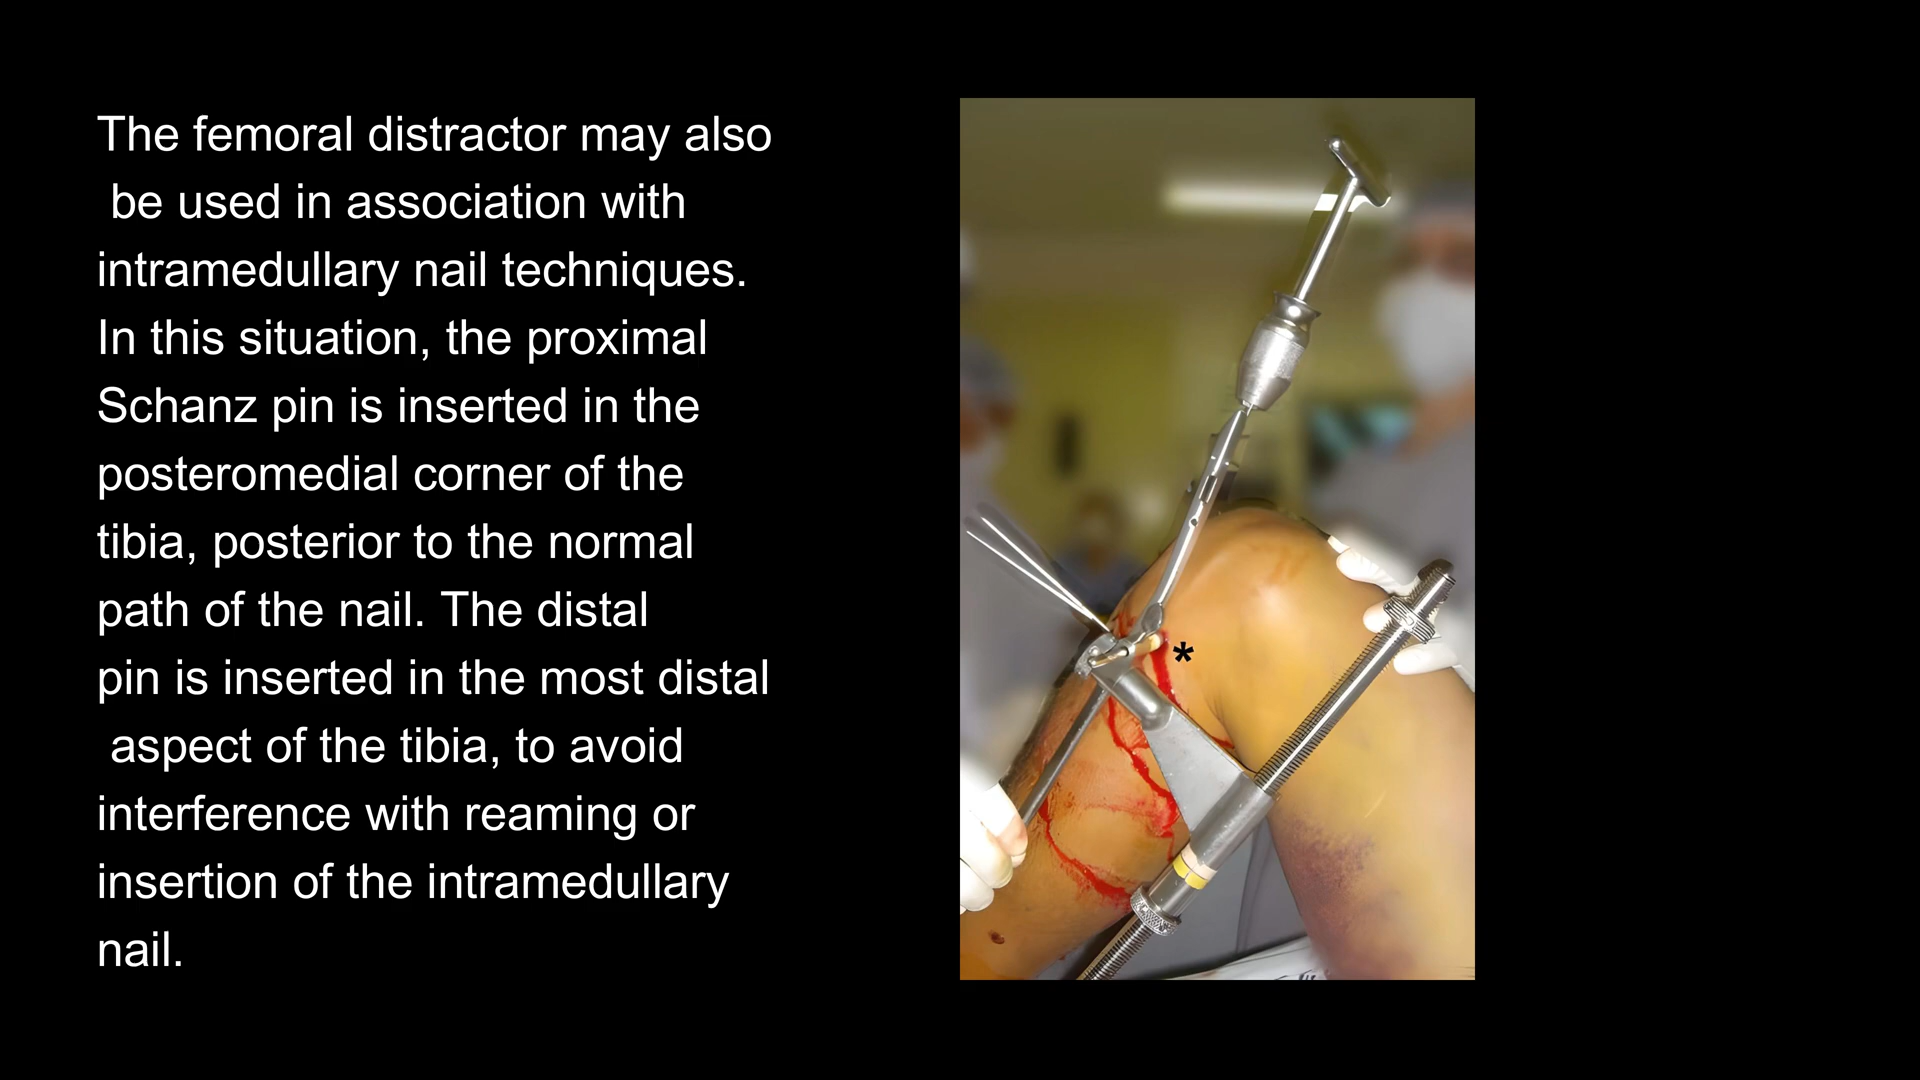 The femoral distractor may also
be used in association with
intramedullary nail techniques.
In this situation, the proximal
Schanz pin is inserted in the
posteromedial corner of the
tibia, posterior to the normal
path of the nail. The distal
pin is inserted in the most distal
aspect of the tibia, to avoid
interference with reaming or
insertion of the intramedullary
nail.
*